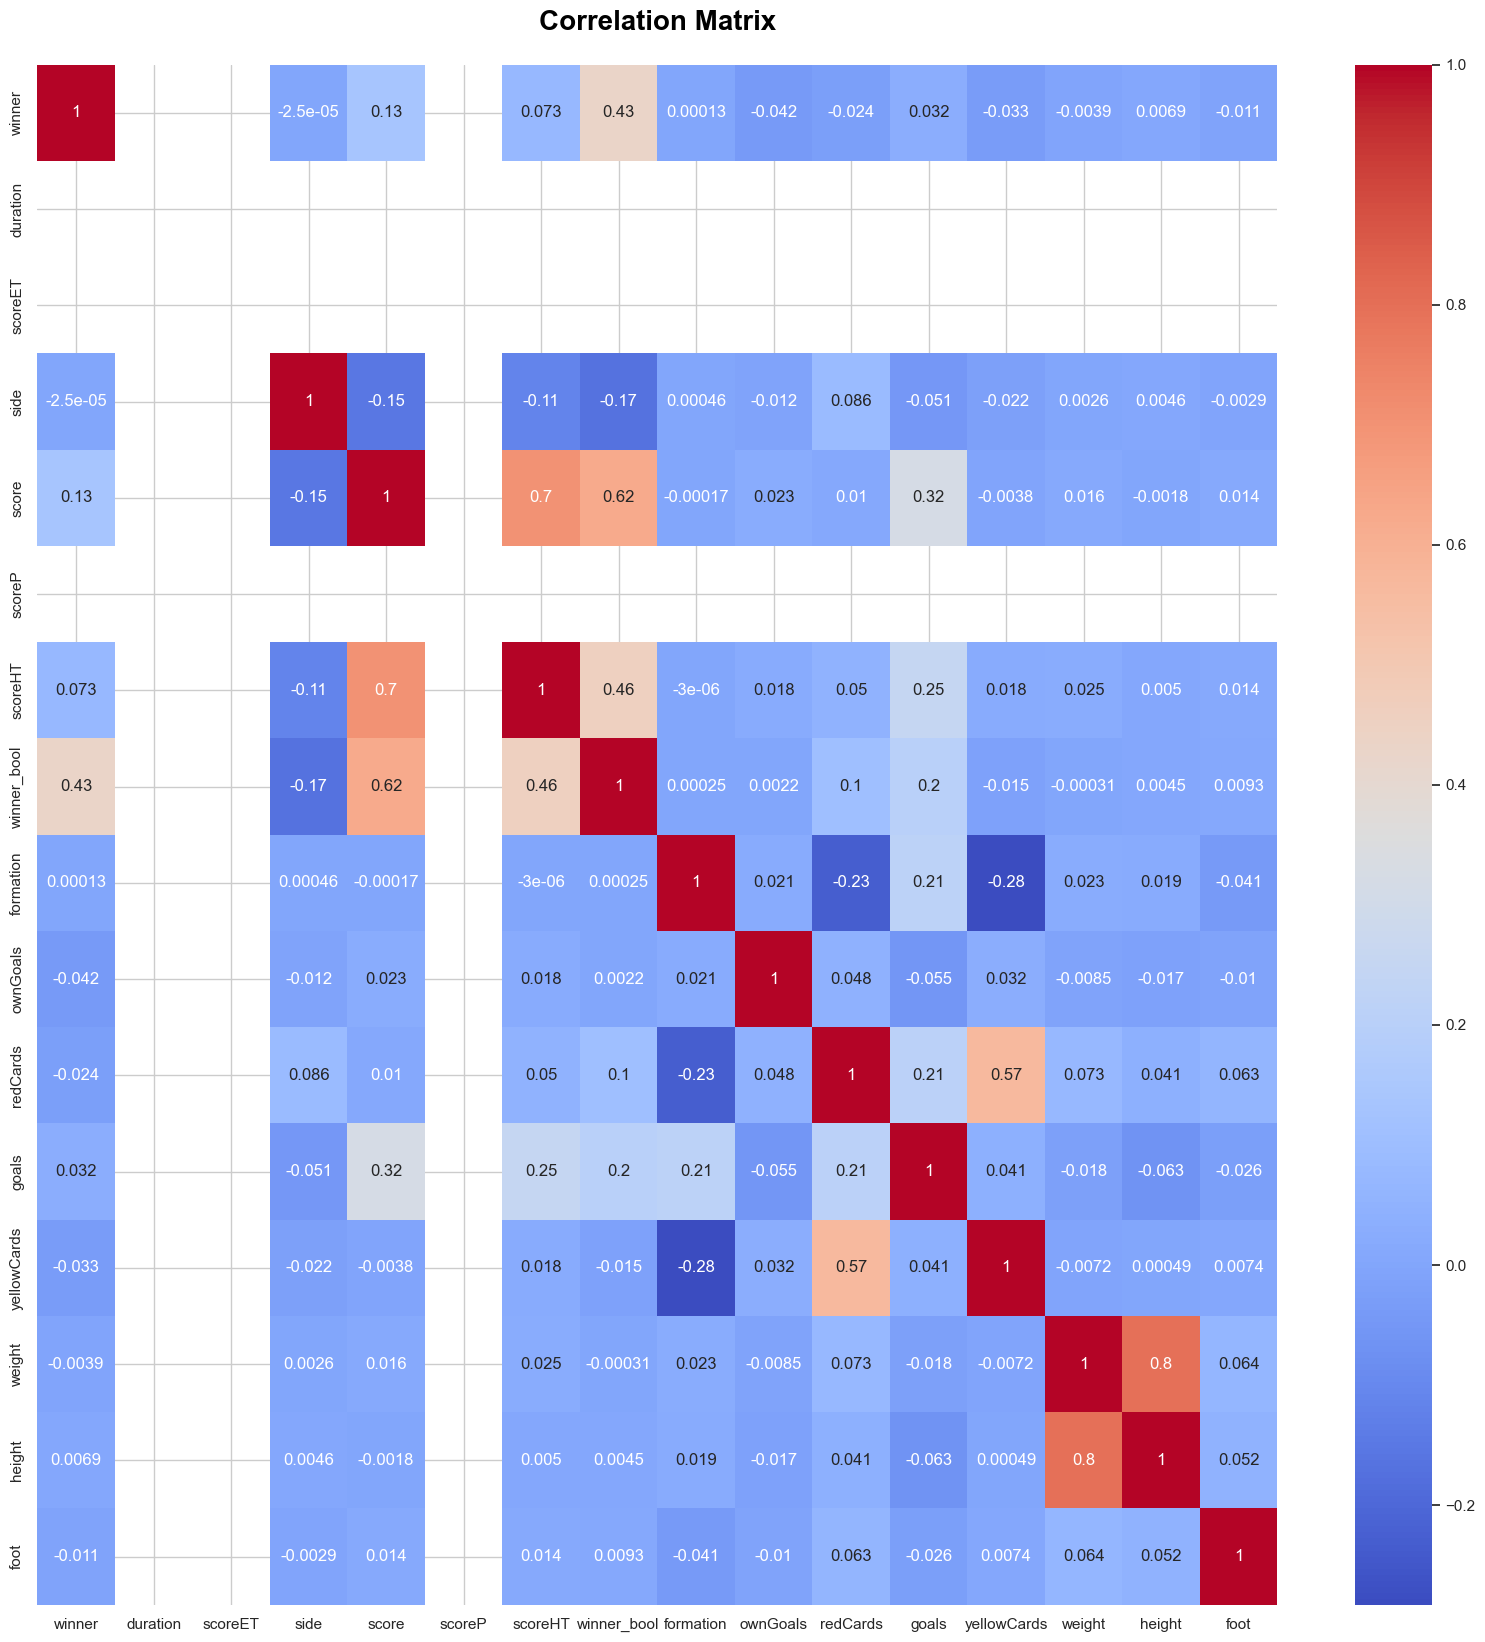 Correlation Matrix
winner 1 -2.5e-05 0.13 0.073 0.43 0.00013 -0.042 -0.024 0.032 -0.033 -0.0039 0.0069 -0.011
duration
scoreET
side -2.5e-05 1 -0.15 -0.11 -0.17 0.00046 -0.012 0.086 -0.051 -0.022 0.0026 0.0046 -0.0029
score 0.13 -0.15 1 0.7 0.62 -0.00017 0.023 0.01 0.32 -0.0038 0.016 -0.0018 0.014
scoreP
scoreHT 0.073 -0.11 0.7 1 0.46 -3e-06 0.018 0.05 0.25 0.018 0.025 0.005 0.014
winner_bool 0.43 -0.17 0.62 0.46 1 0.00025 0.0022 0.1 0.2 -0.015 -0.00031 0.0045 0.0093
formation 0.00013 0.00046 -0.00017 -3e-06 0.00025 1 0.021 -0.23 0.21 -0.28 0.023 0.019 -0.041
ownGoals -0.042 -0.012 0.023 0.018 0.0022 0.021 1 0.048 -0.055 0.032 -0.0085 -0.017 -0.01
redCards -0.024 0.086 0.01 0.05 0.1 -0.23 0.048 1 0.21 0.57 0.073 0.041 0.063
goals 0.032 -0.051 0.32 0.25 0.2 0.21 -0.055 0.21 1 0.041 -0.018 -0.063 -0.026
yellowCards -0.033 -0.022 -0.0038 0.018 -0.015 -0.28 0.032 0.57 0.041 1 -0.0072 0.00049 0.0074
weight -0.0039 0.0026 0.016 0.025 -0.00031 0.023 -0.0085 0.073 -0.018 -0.0072 1 0.8 0.064
height 0.0069 0.0046 -0.0018 0.005 0.0045 0.019 -0.017 0.041 -0.063 0.00049 0.8 1 0.052
foot -0.011 -0.0029 0.014 0.014 0.0093 -0.041 -0.01 0.063 -0.026 0.0074 0.064 0.052 1
winner duration scoreET side score scoreP scoreHT winner_bool formation ownGoals redCards goals yellowCards weight height foot
1.0
0.8
0.6
0.4
0.2
0.0
−0.2